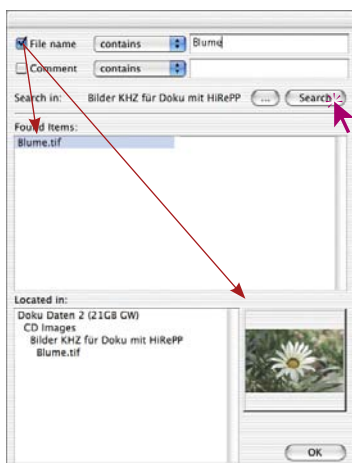 File name contains Blume
Comment contains
Search in: Bilder KHZ für Doku mit HiRePP ... Search
Found Items:
Blume.tif
Located in:
Doku Daten 2 (21GB GW)
CD Images
Bilder KHZ für Doku mit HiRePP
Blume.tif
OK